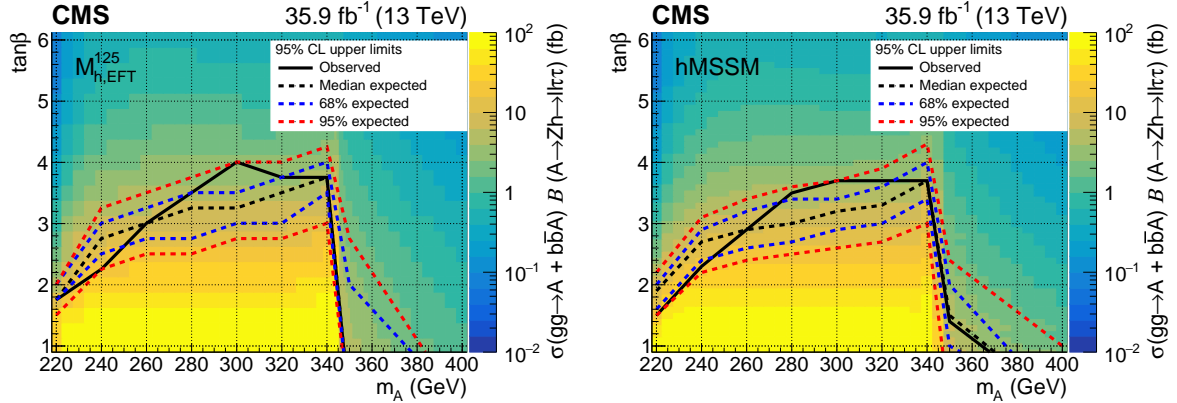 CMS 35.9 fb⁻¹ (13 TeV)
tanβ
6
5
4
3
2
1
M¹²⁵h,EFT
95% CL upper limits
Observed
Median expected
68% expected
95% expected
220 240 260 280 300 320 340 360 380 400
mA (GeV)
10²
10
1
10⁻¹
10⁻²
σ(gg→A + bb̄A) B (A→Zh→llττ) (fb)
CMS 35.9 fb⁻¹ (13 TeV)
tanβ
6
5
4
3
2
1
hMSSM
95% CL upper limits
Observed
Median expected
68% expected
95% expected
220 240 260 280 300 320 340 360 380 400
mA (GeV)
10²
10
1
10⁻¹
10⁻²
σ(gg→A + bb̄A) B (A→Zh→llττ) (fb)